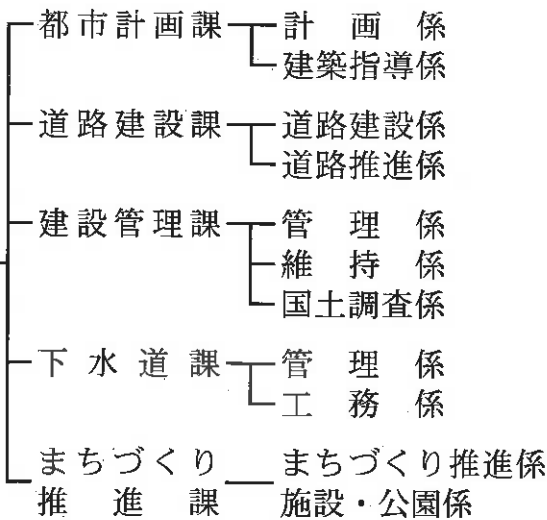 都市計画課 計画係
建築指導係
道路建設課 道路建設係
道路推進係
建設管理課 管理係
維持係
国土調査係
下水道課 管理係
工務係
まちづくり まちづくり推進係
推進課 施設・公園係